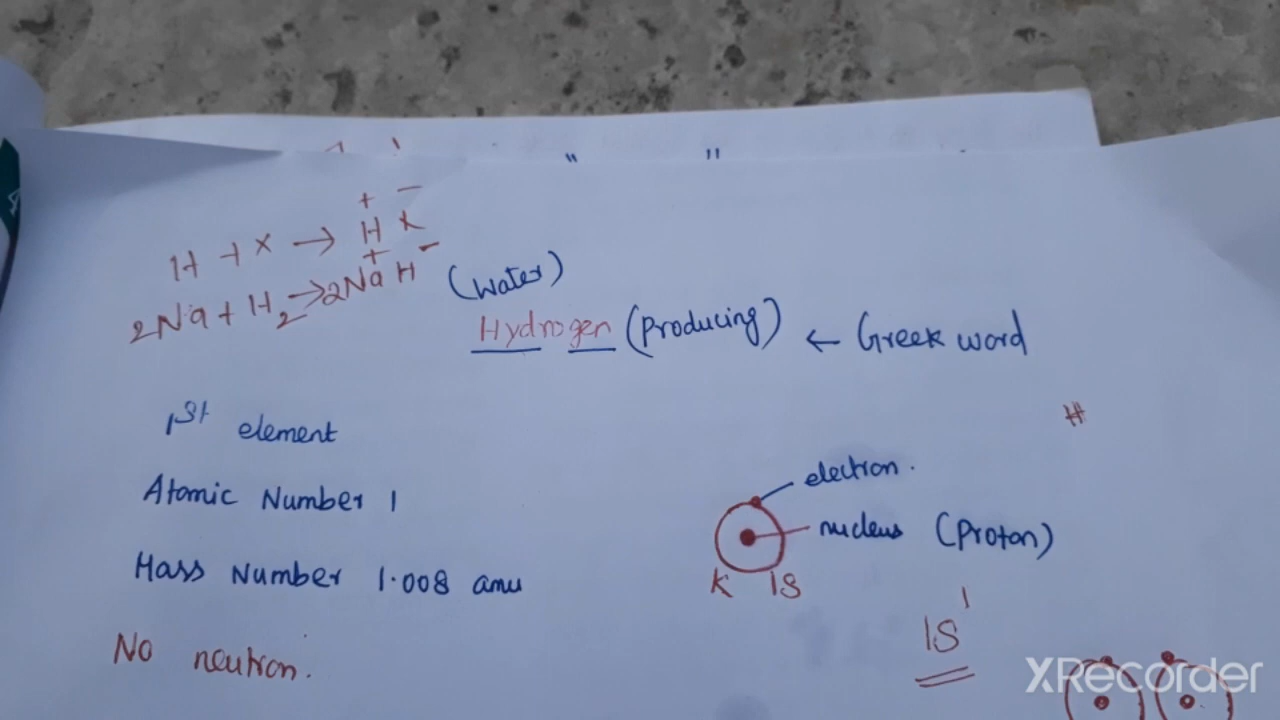 + -
H + x → H x
2Na + H2 → 2Na+ H-
(water)
Hydrogen (Producing) ← Greek word
1st element
H
Atomic Number 1
electron.
nucleus (Proton)
Mass Number 1.008 amu
K 1S
1S¹
No neutron.
XRecorder